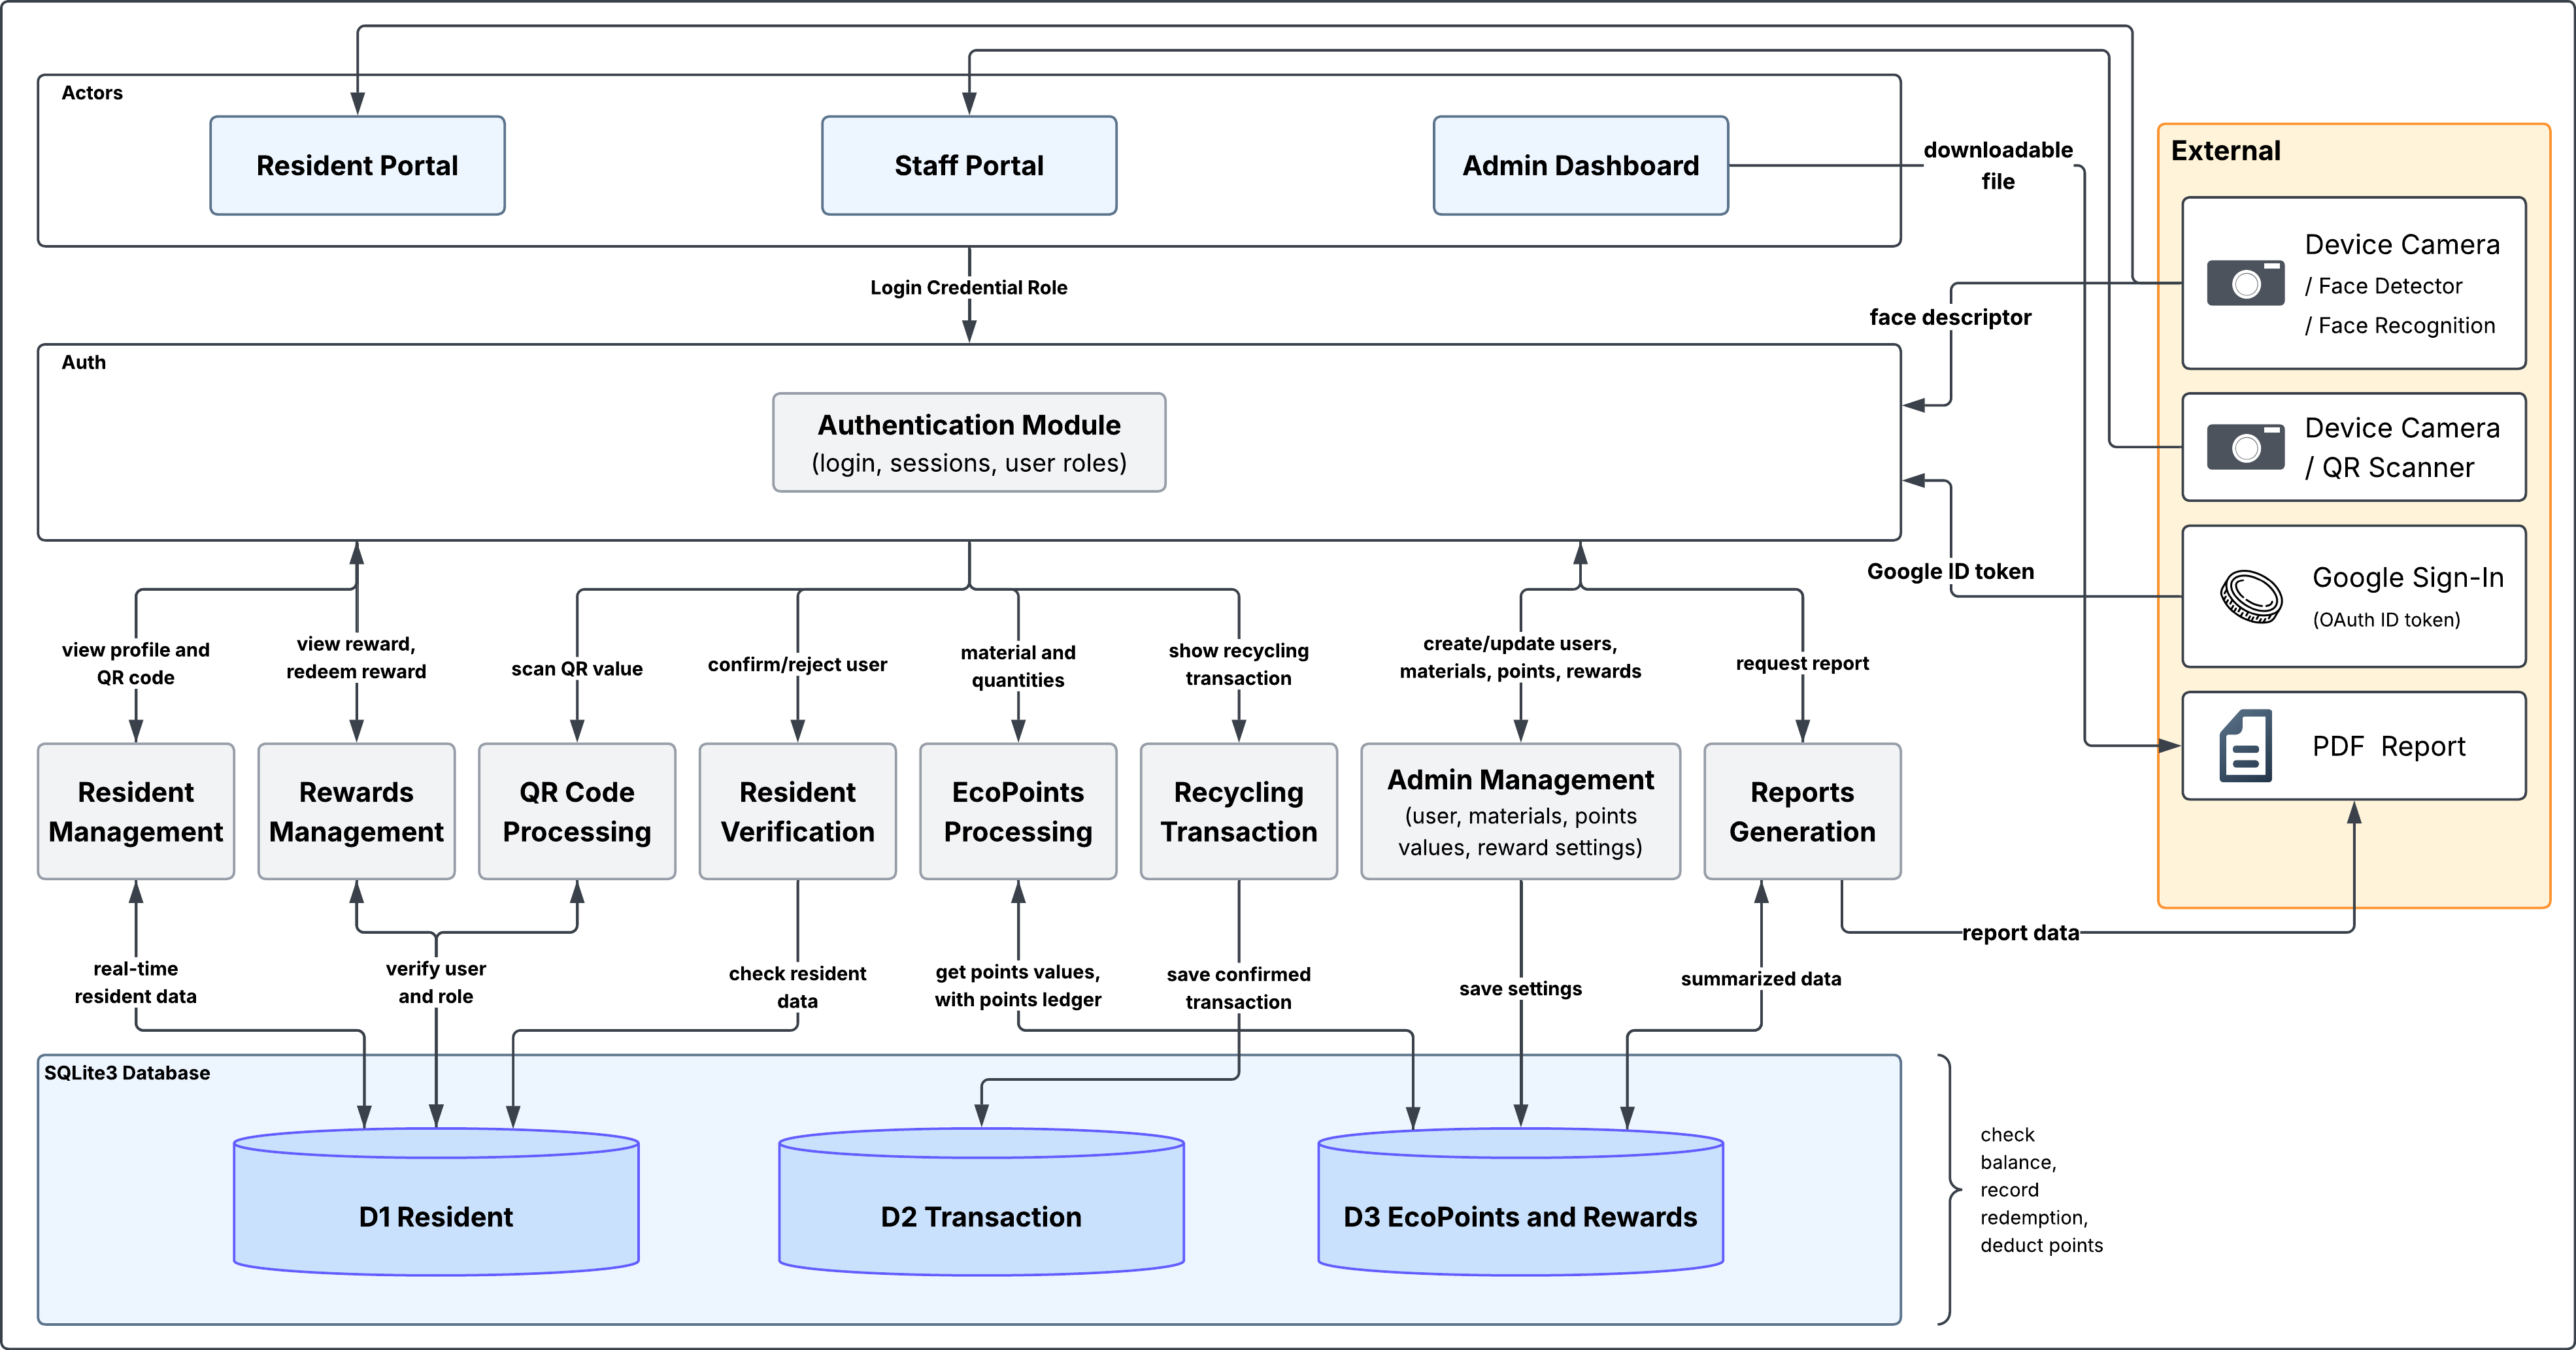 Actors
Resident Portal
Staff Portal
Admin Dashboard
downloadable
file
External
Device Camera
/ Face Detector
/ Face Recognition
Login Credential Role
face descriptor
Auth
Authentication Module
(login, sessions, user roles)
Device Camera
/ QR Scanner
Google ID token
Google Sign-In
(OAuth ID token)
view profile and
QR code
view reward,
redeem reward
scan QR value
confirm/reject user
material and
quantities
show recycling
transaction
create/update users,
materials, points, rewards
request report
PDF Report
Resident
Management
Rewards
Management
QR Code
Processing
Resident
Verification
EcoPoints
Processing
Recycling
Transaction
Admin Management
(user, materials, points
values, reward settings)
Reports
Generation
report data
real-time
resident data
verify user
and role
check resident
data
get points values,
with points ledger
save confirmed
transaction
save settings
summarized data
SQLite3 Database
D1 Resident
D2 Transaction
D3 EcoPoints and Rewards
check
balance,
record
redemption,
deduct points